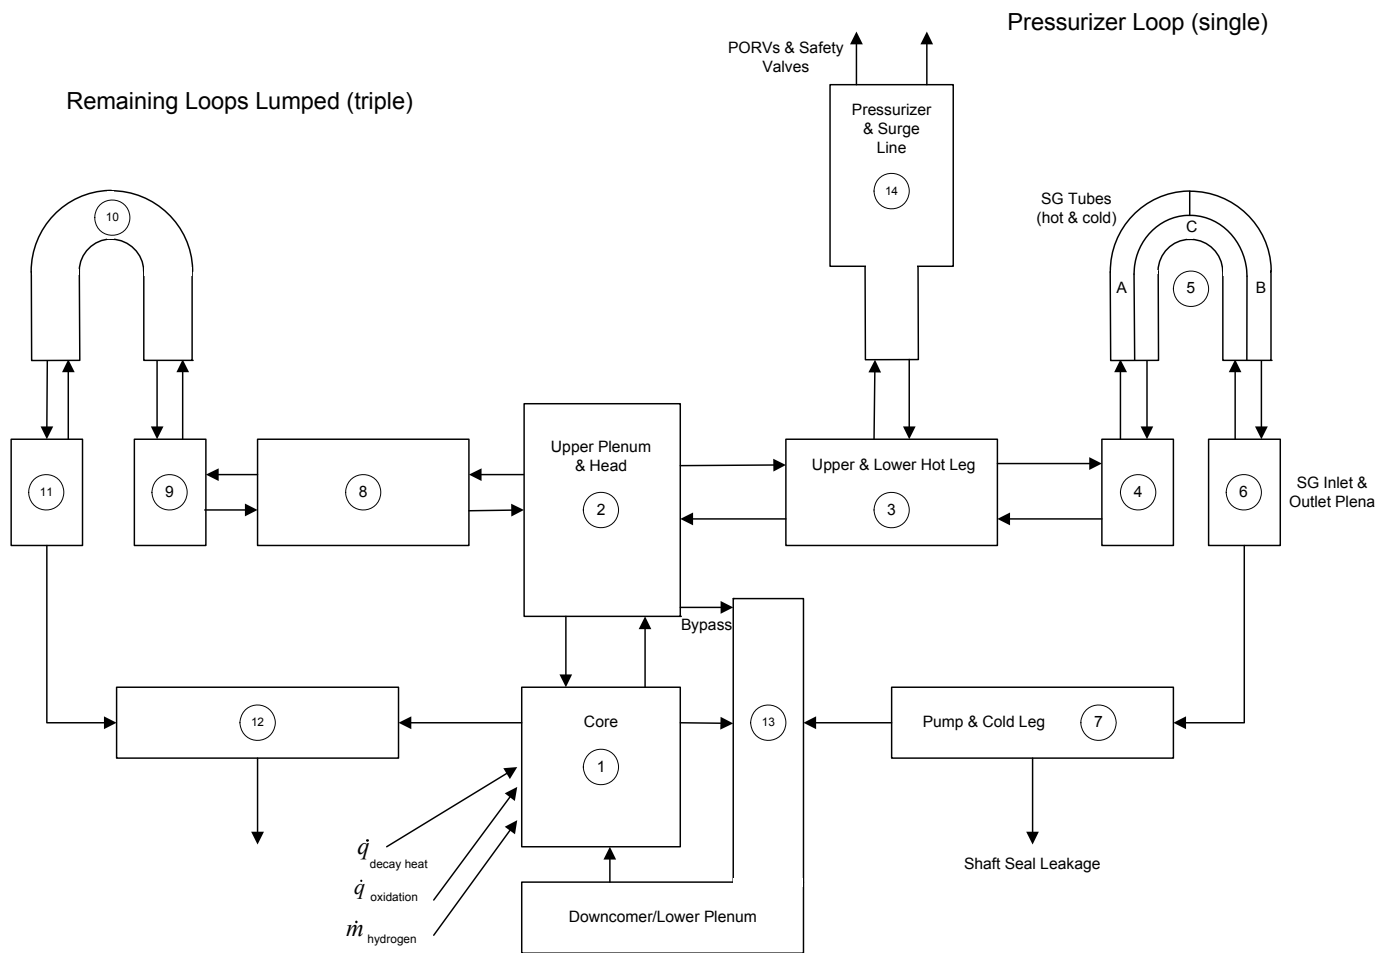 Pressurizer Loop (single)
PORVs & Safety
Valves
Remaining Loops Lumped (triple)
Pressurizer
& Surge
Line
14
10
SG Tubes
(hot & cold)
C
A
5
B
Upper Plenum
& Head
2
Upper & Lower Hot Leg
3
11
9
8
4
6
SG Inlet &
Outlet Plena
Bypass
12
Core
1
13
Pump & Cold Leg
7
q̇ decay heat
q̇ oxidation
ṁ hydrogen
Downcomer/Lower Plenum
Shaft Seal Leakage